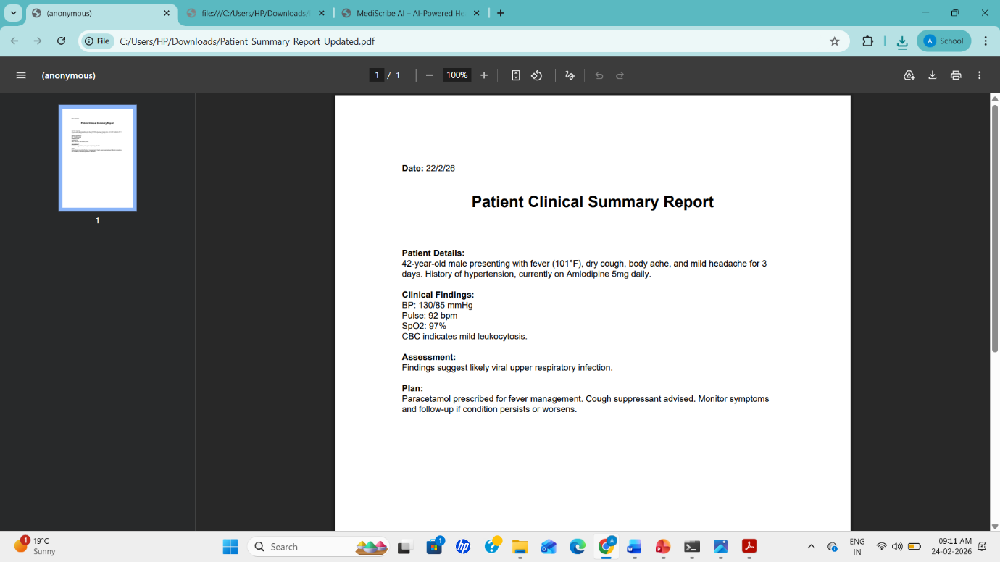 (anonymous)
file:///C:/Users/HP/Downloads/
MediScribe AI – AI-Powered He
File
C:/Users/HP/Downloads/Patient_Summary_Report_Updated.pdf
A School
(anonymous)
1 / 1
100%
1
Date: 22/2/26
Patient Clinical Summary Report
Patient Details:
42-year-old male presenting with fever (101°F), dry cough, body ache, and mild headache for 3
days. History of hypertension, currently on Amlodipine 5mg daily.
Clinical Findings:
BP: 130/85 mmHg
Pulse: 92 bpm
SpO2: 97%
CBC indicates mild leukocytosis.
Assessment:
Findings suggest likely viral upper respiratory infection.
Plan:
Paracetamol prescribed for fever management. Cough suppressant advised. Monitor symptoms
and follow-up if condition persists or worsens.
1
19°C
Sunny
Search
1
hp
A
ENG
IN
09:11 AM
24-02-2026